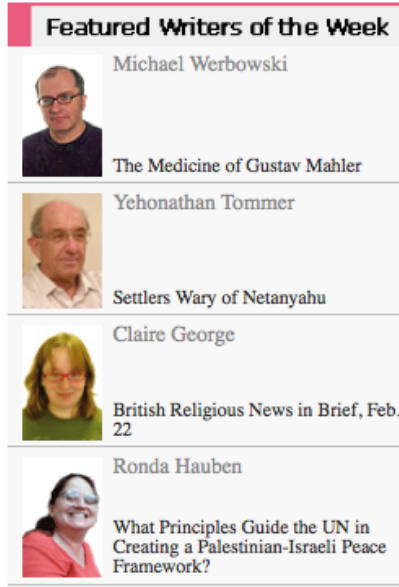 Featured Writers of the Week
Michael Werbowski
The Medicine of Gustav Mahler
Yehonathan Tommer
Settlers Wary of Netanyahu
Claire George
British Religious News in Brief, Feb.
22
Ronda Hauben
What Principles Guide the UN in
Creating a Palestinian-Israeli Peace
Framework?